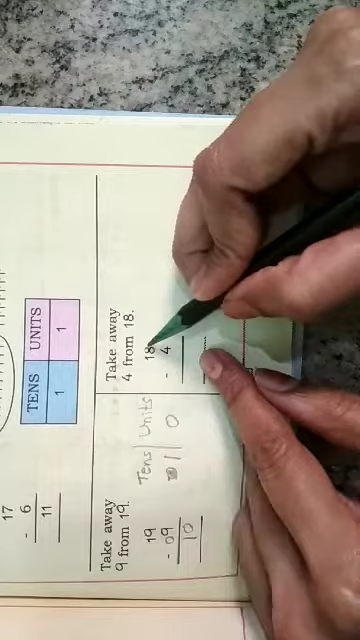 17
- 6
11
TENS UNITS
1 1
Take away
9 from 19.
19
- 09
10
Tens Units
1 0
Take away
4 from 18.
18
- 4